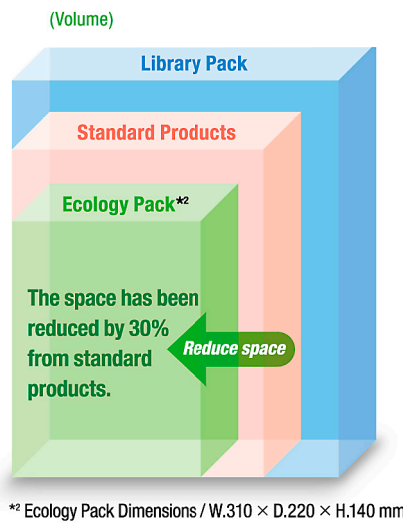 (Volume)
Library Pack
Standard Products
Ecology Pack*2
The space has been
reduced by 30%
from standard
products.
Reduce space
*2 Ecology Pack Dimensions / W.310 × D.220 × H.140 mm